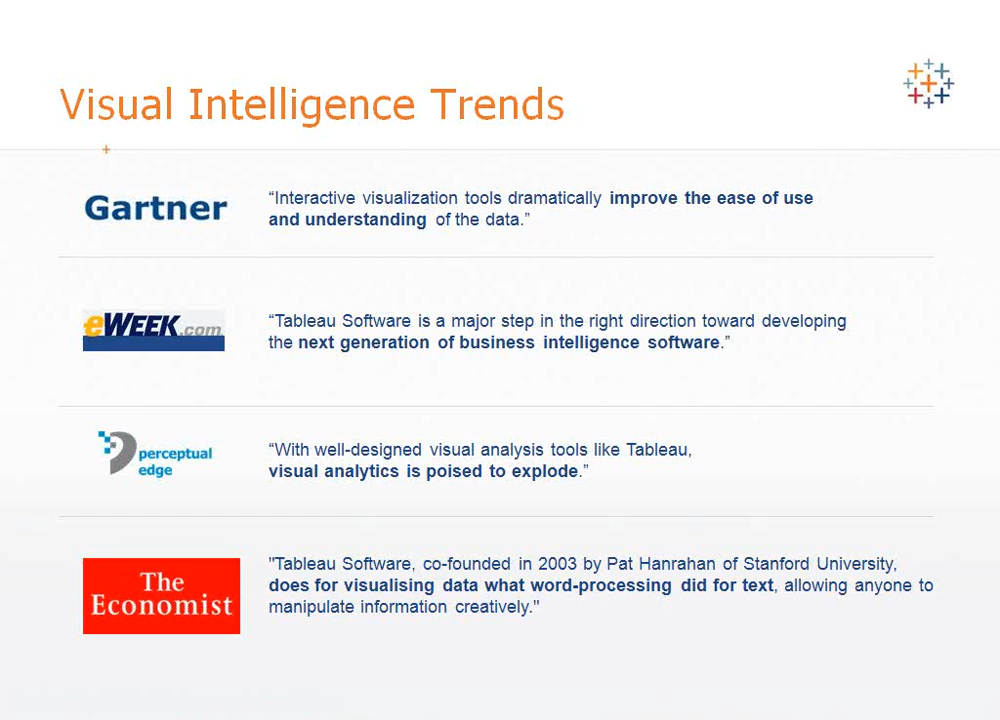 Visual Intelligence Trends
Gartner
“Interactive visualization tools dramatically improve the ease of use
and understanding of the data.”
eWEEK.com
“Tableau Software is a major step in the right direction toward developing
the next generation of business intelligence software.”
perceptual
edge
“With well-designed visual analysis tools like Tableau,
visual analytics is poised to explode.”
The
Economist
"Tableau Software, co-founded in 2003 by Pat Hanrahan of Stanford University,
does for visualising data what word-processing did for text, allowing anyone to
manipulate information creatively."